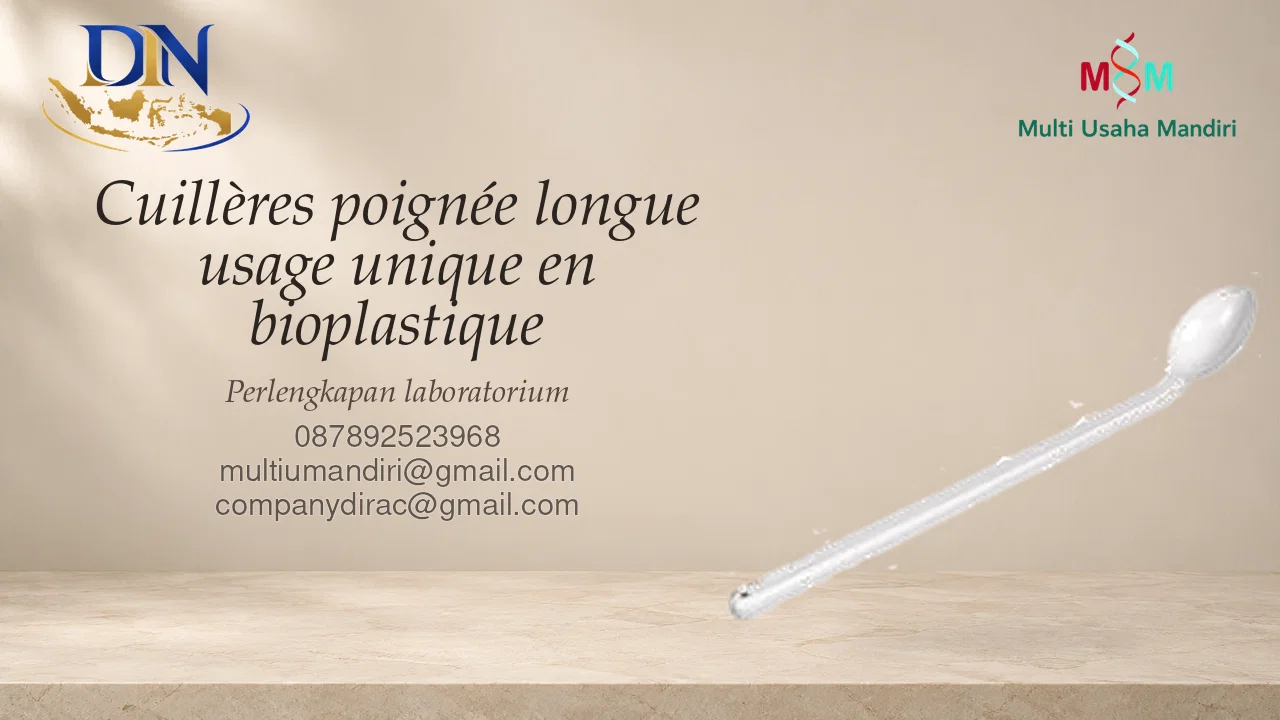 DIN
M M
Multi Usaha Mandiri
Cuillères poignée longue
usage unique en
bioplastique
Perlengkapan laboratorium
087892523968
multiumandiri@gmail.com
companydirac@gmail.com